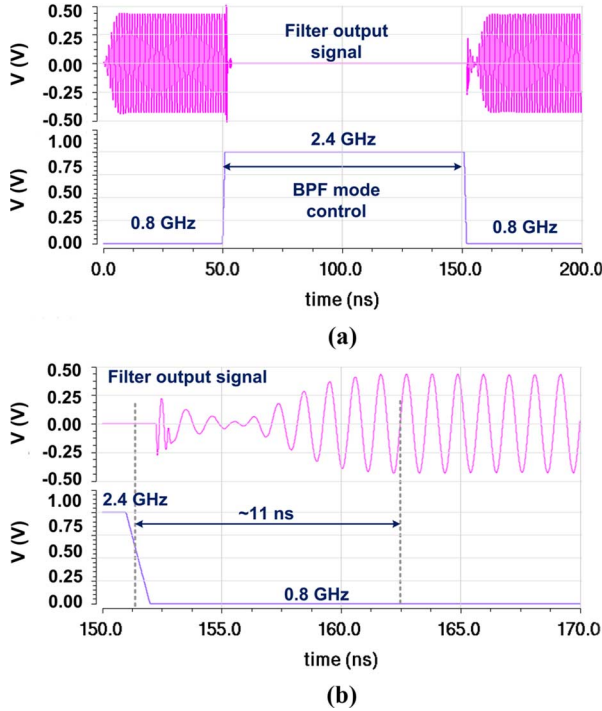 0.50
0.25
0.00
-0.25
-0.50
V (V)
Filter output
signal
1.00
0.75
0.50
0.25
0.00
V (V)
2.4 GHz
BPF mode
control
0.8 GHz
0.8 GHz
0.0
50.0
100.0
150.0
200.0
time (ns)
(a)
Filter output signal
0.50
0.25
0.00
-0.25
-0.50
V (V)
1.00
0.75
0.50
0.25
0.00
V (V)
2.4 GHz
~11 ns
0.8 GHz
150.0
155.0
160.0
165.0
170.0
time (ns)
(b)